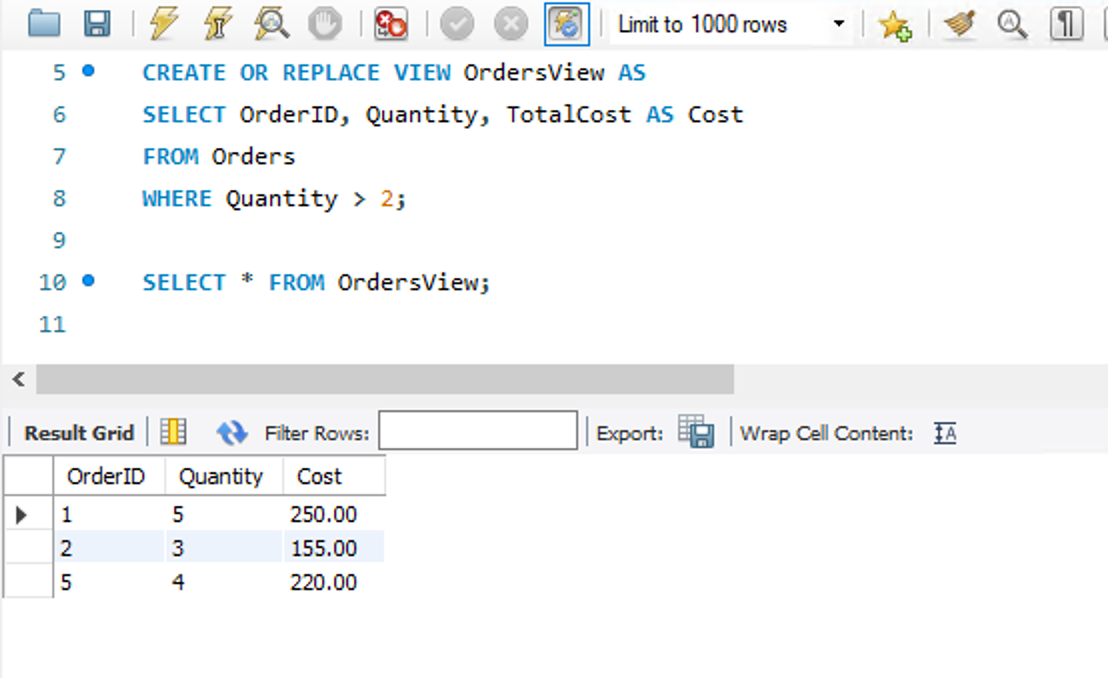 Limit to 1000 rows
5 CREATE OR REPLACE VIEW OrdersView AS
6 SELECT OrderID, Quantity, TotalCost AS Cost
7 FROM Orders
8 WHERE Quantity > 2;
9
10 SELECT * FROM OrdersView;
11
Result Grid Filter Rows: Export: Wrap Cell Content: IA
OrderID Quantity Cost
1 5 250.00
2 3 155.00
5 4 220.00